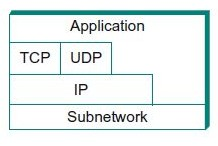 Application
TCP UDP
IP
Subnetwork